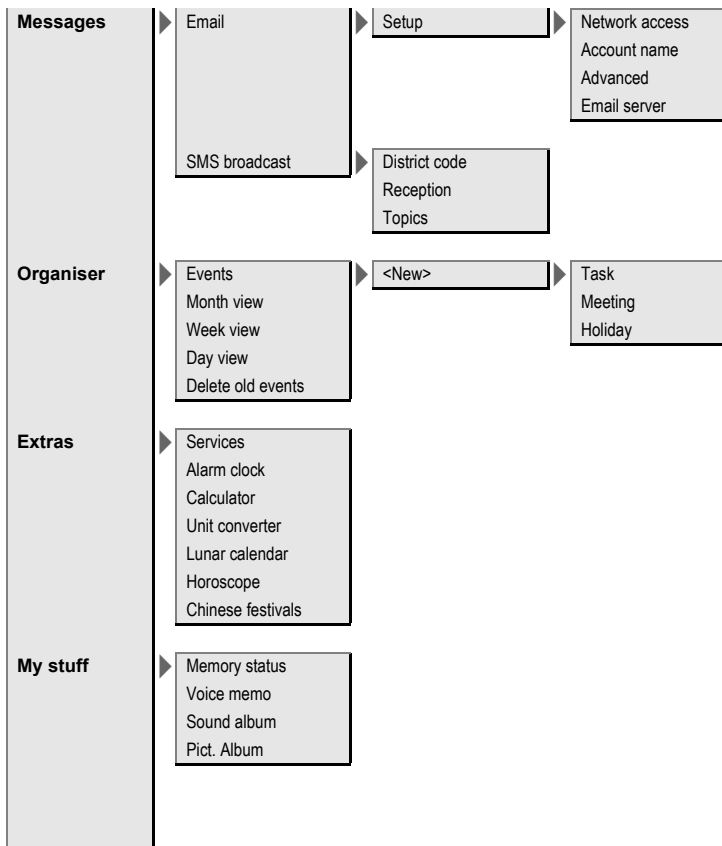 Messages
Email
Setup
Network access
Account name
Advanced
Email server
SMS broadcast
District code
Reception
Topics
Organiser
Events
Month view
Week view
Day view
Delete old events
<New>
Task
Meeting
Holiday
Extras
Services
Alarm clock
Calculator
Unit converter
Lunar calendar
Horoscope
Chinese festivals
My stuff
Memory status
Voice memo
Sound album
Pict. Album